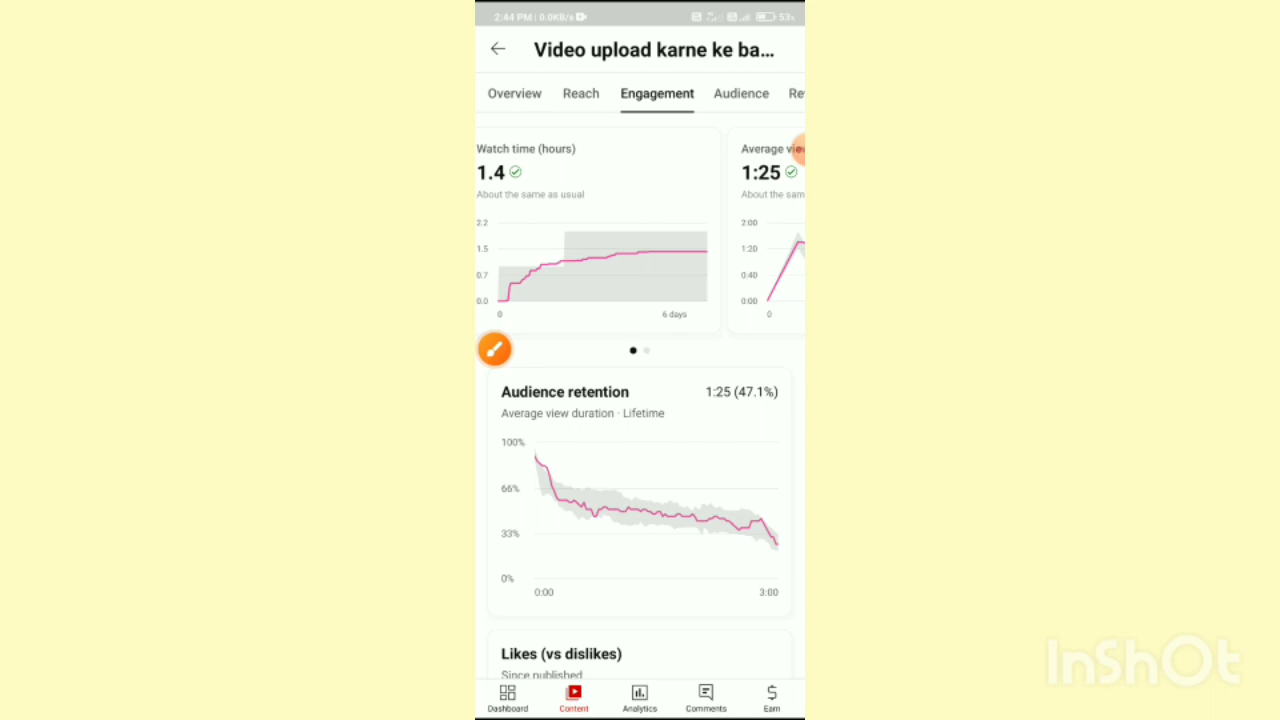 2:44 PM | 0.0KB/s
53%
Video upload karne ke ba...
Overview Reach Engagement Audience
Watch time (hours)
1.4
About the same as usual
2.2
1.5
0.7
0.0
0
6 days
Average
1:25
About the
2:00
1:20
0:40
0:00
0
Audience retention
1:25 (47.1%)
Average view duration · Lifetime
100%
66%
33%
0%
0:00
3:00
Likes (vs dislikes)
Since published
Dashboard Content Analytics Comments Earn
InShOt